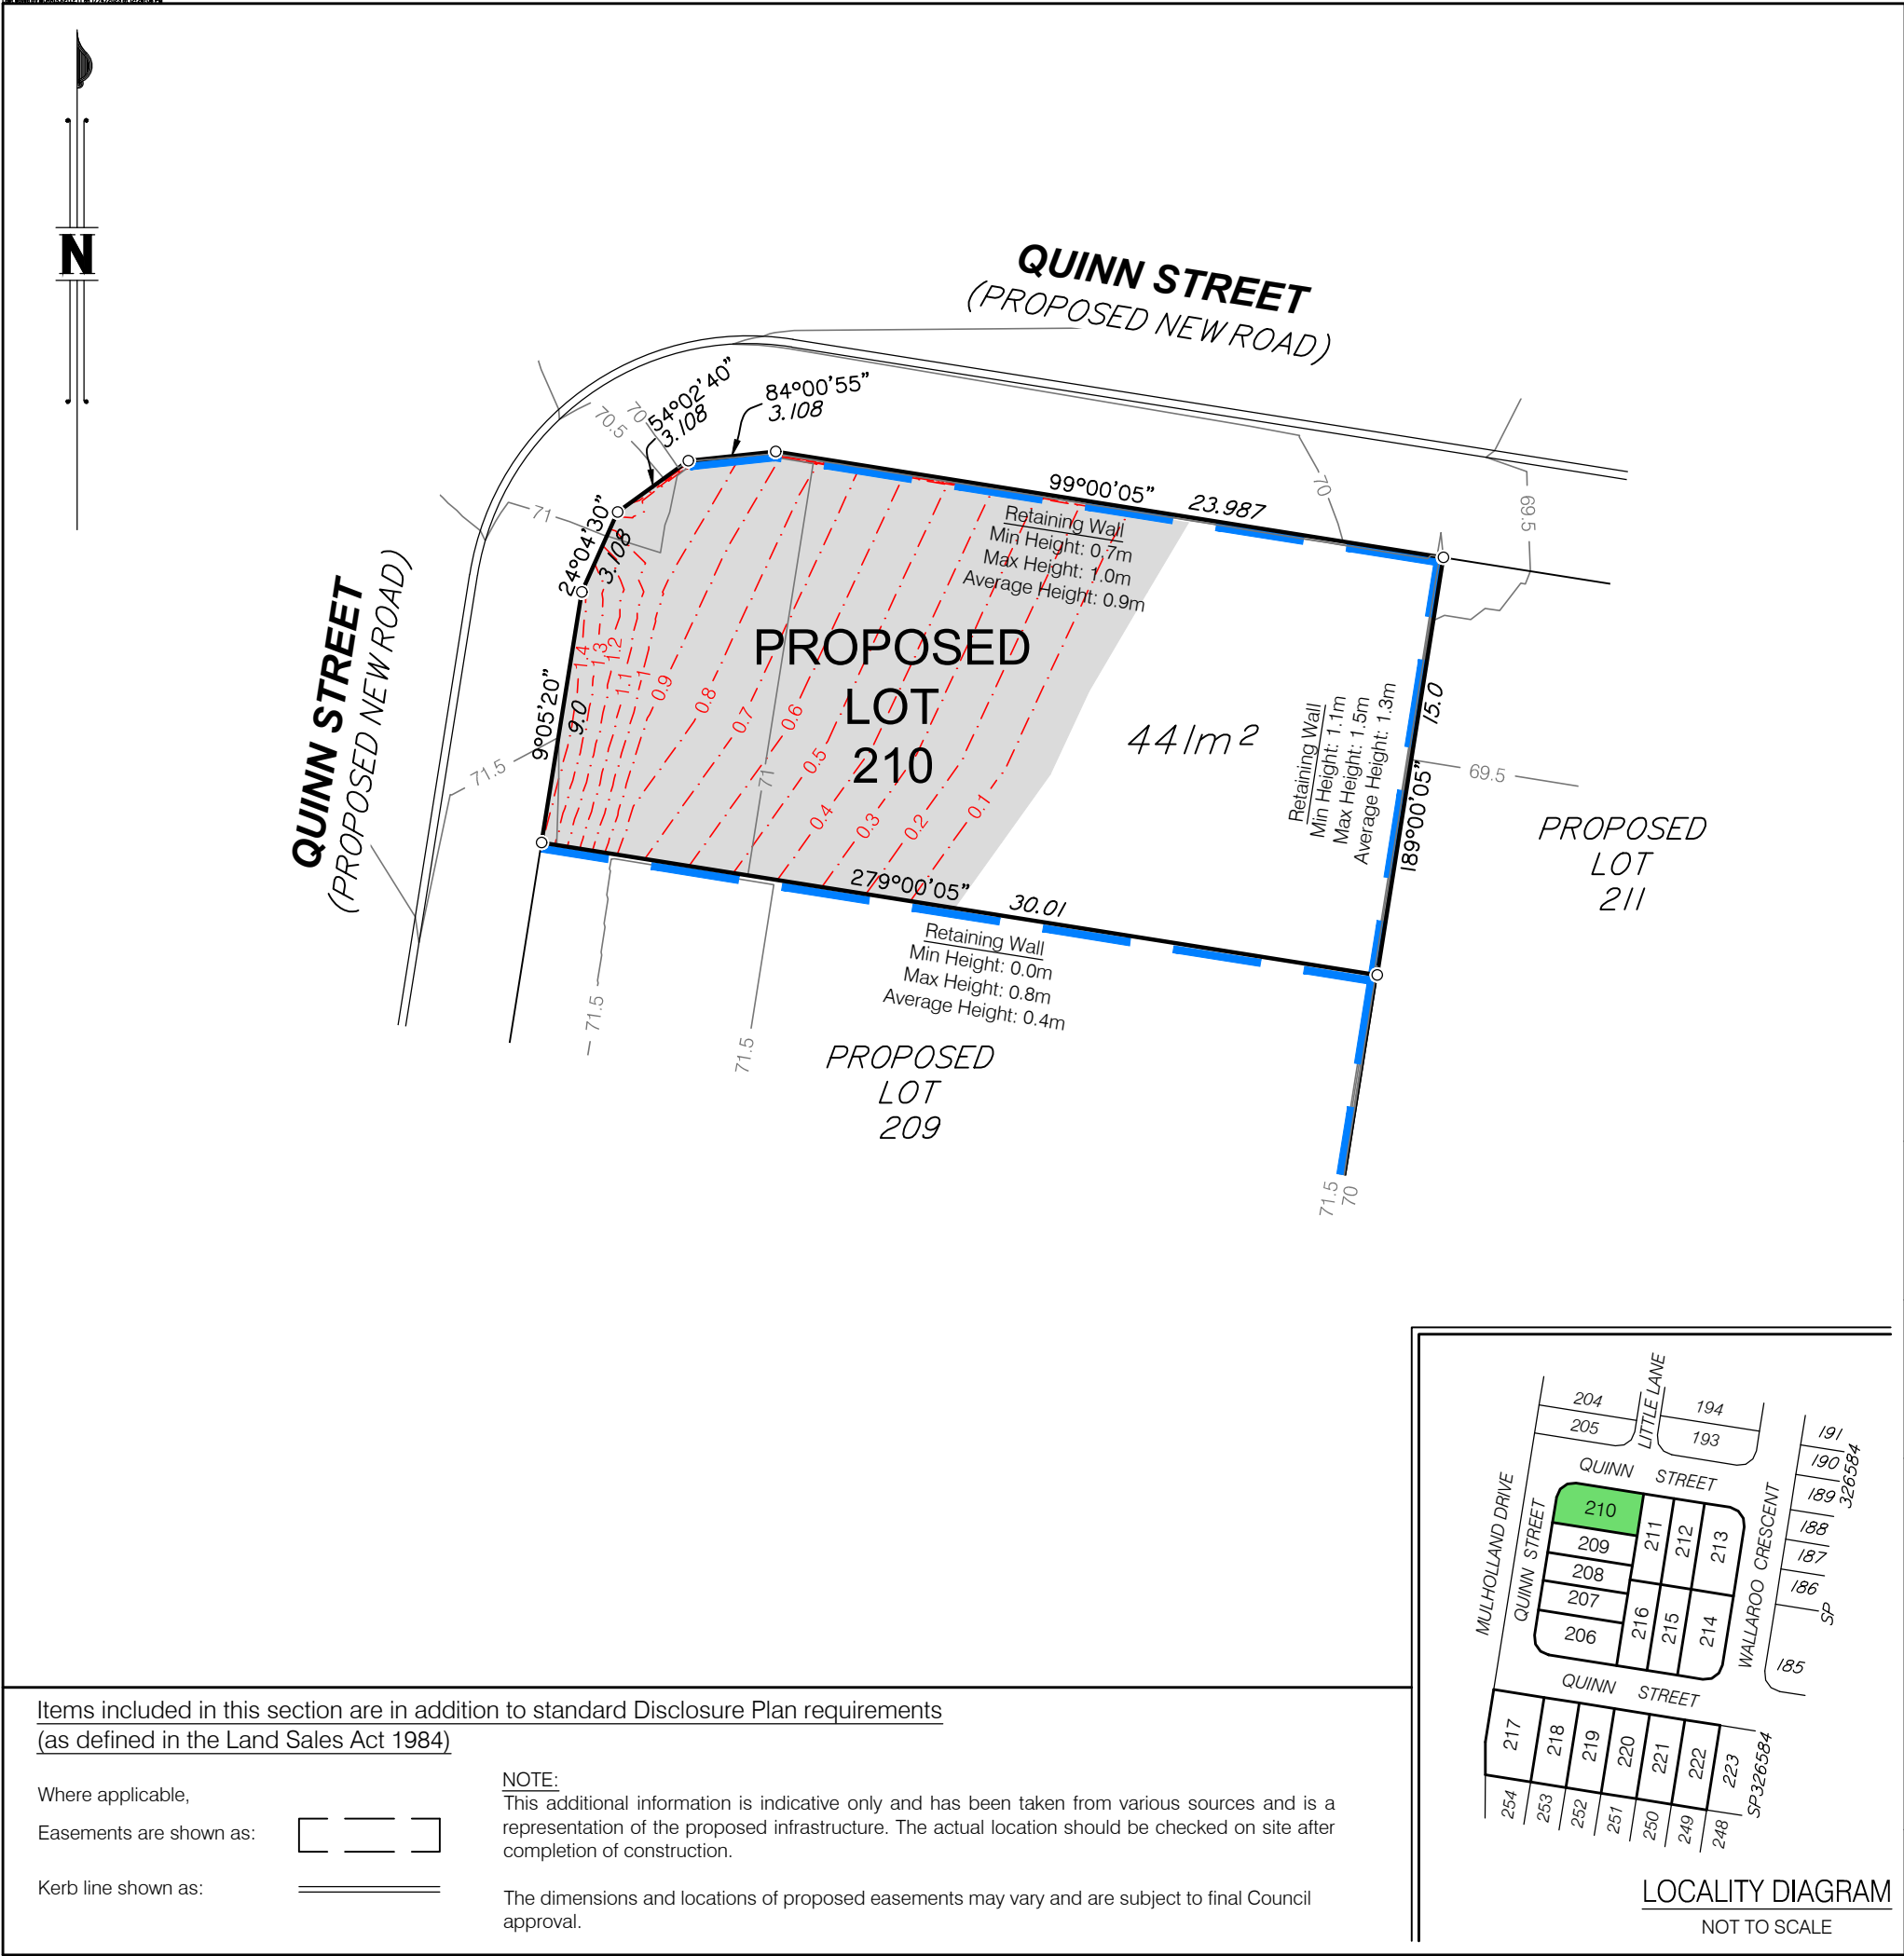 N
QUINN STREET
(PROPOSED NEW ROAD)
54°02'40"
3.108
84°00'55"
3.108
70
70.5
71
24°04'30"
3.108
99°00'05"
23.987
70
69.5
Retaining Wall
Min Height: 0.7m
Max Height: 1.0m
Average Height: 0.9m
QUINN STREET
(PROPOSED NEW ROAD)
9°05'20"
9.0
71.5
1.4
1.3
1.2
1.1
1
0.9
0.8
0.7
0.6
0.5
0.4
0.3
0.2
0.1
71
PROPOSED
LOT
210
441m²
Retaining Wall
Min Height: 1.1m
Max Height: 1.5m
Average Height: 1.3m
15.0
189°00'05"
69.5
PROPOSED
LOT
211
279°00'05"
30.01
Retaining Wall
Min Height: 0.0m
Max Height: 0.8m
Average Height: 0.4m
71.5
71.5
PROPOSED
LOT
209
71.5
70
Items included in this section are in addition to standard Disclosure Plan requirements
(as defined in the Land Sales Act 1984)
Where applicable,
Easements are shown as:
Kerb line shown as:
NOTE:
This additional information is indicative only and has been taken from various sources and is a
representation of the proposed infrastructure. The actual location should be checked on site after
completion of construction.
The dimensions and locations of proposed easements may vary and are subject to final Council
approval.
204
205
LITTLE LANE
194
193
191
190
189
188
187
186
185
SP
326584
QUINN STREET
MULHOLLAND DRIVE
QUINN STREET
WALLAROO CRESCENT
210
209
208
207
206
211
212
213
216
215
214
QUINN STREET
217
218
219
220
221
222
223
SP326584
254
253
252
251
250
249
248
LOCALITY DIAGRAM
NOT TO SCALE